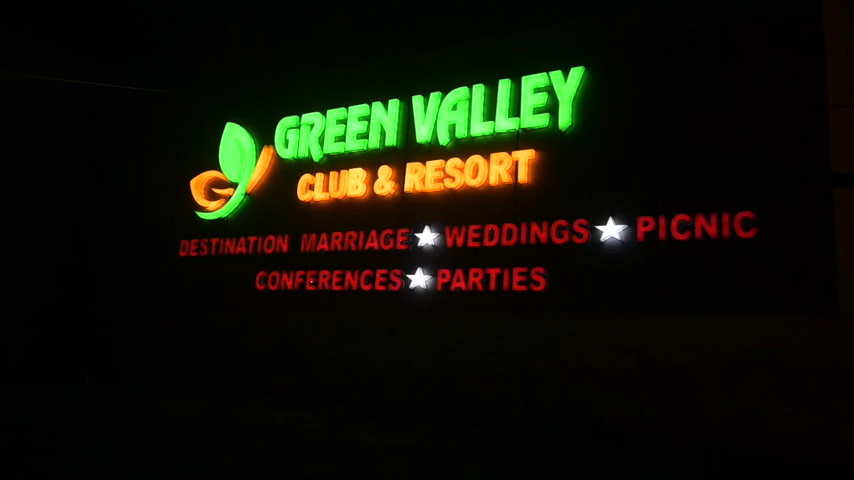 GREEN VALLEY
CLUB & RESORT
DESTINATION MARRIAGE★WEDDINGS★PICNIC
CONFERENCES★PARTIES